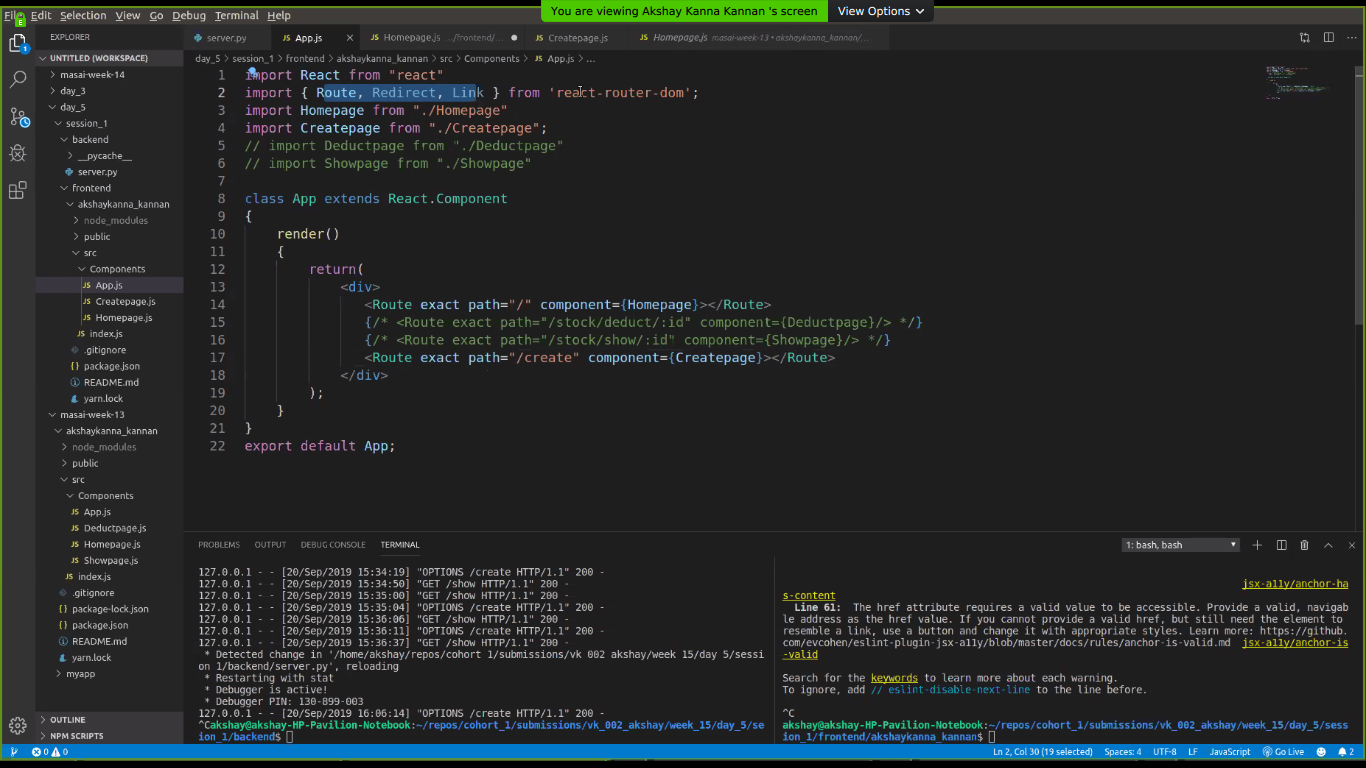 You are viewing Akshay Kanna Kannan 's screen
View Options
File Edit Selection View Go Debug Terminal Help
E
EXPLORER
server.py
App.js
Homepage.js .../Frontend/...
Createpage.js
Homepage.js masai-week-13 • akshaykanna_kannan/...
UNTITLED (WORKSPACE)
masai-week-14
day_3
day_5
session_1
backend
__pycache__
server.py
frontend
akshaykanna_kannan
node_modules
public
src
Components
App.js
Createpage.js
Homepage.js
index.js
.gitignore
package.json
README.md
yarn.lock
masai-week-13
akshaykanna_kannan
node_modules
public
src
Components
App.js
Deductpage.js
Homepage.js
Showpage.js
index.js
.gitignore
package-lock.json
package.json
README.md
yarn.lock
myapp
OUTLINE
NPM SCRIPTS
day_5 > session_1 > frontend > akshaykanna_kannan > src > Components > App.js > ...
1 import React from "react"
2 import { Route, Redirect, Link } from 'react-router-dom';
3 import Homepage from "./Homepage"
4 import Createpage from "./Createpage";
5 // import Deductpage from "./Deductpage"
6 // import Showpage from "./Showpage"
7
8 class App extends React.Component
9 {
10 render()
11 {
12 return(
13 <div>
14 <Route exact path="/" component={Homepage}></Route>
15 {/* <Route exact path="/stock/deduct/:id" component={Deductpage}/> */}
16 {/* <Route exact path="/stock/show/:id" component={Showpage}/> */}
17 <Route exact path="/create" component={Createpage}></Route>
18 </div>
19 );
20 }
21 }
22 export default App;
PROBLEMS OUTPUT DEBUG CONSOLE TERMINAL
1: bash, bash
127.0.0.1 - - [20/Sep/2019 15:34:19] "OPTIONS /create HTTP/1.1" 200 -
127.0.0.1 - - [20/Sep/2019 15:34:50] "GET /show HTTP/1.1" 200 -
127.0.0.1 - - [20/Sep/2019 15:35:00] "GET /show HTTP/1.1" 200 -
127.0.0.1 - - [20/Sep/2019 15:35:04] "OPTIONS /create HTTP/1.1" 200 -
127.0.0.1 - - [20/Sep/2019 15:36:06] "GET /show HTTP/1.1" 200 -
127.0.0.1 - - [20/Sep/2019 15:36:11] "OPTIONS /create HTTP/1.1" 200 -
127.0.0.1 - - [20/Sep/2019 15:36:37] "GET /show HTTP/1.1" 200 -
* Detected change in '/home/akshay/repos/cohort_1/submissions/vk_002_akshay/week_15/day_5/sessi
on_1/backend/server.py', reloading
* Restarting with stat
* Debugger is active!
* Debugger PIN: 130-899-003
127.0.0.1 - - [20/Sep/2019 16:06:14] "OPTIONS /create HTTP/1.1" 200 -
^Cakshay@akshay-HP-Pavilion-Notebook:~/repos/cohort_1/submissions/vk_002_akshay/week_15/day_5/se
ssion_1/backend$
jsx-a11y/anchor-ha
s-content
Line 61: The href attribute requires a valid value to be accessible. Provide a valid, navigab
le address as the href value. If you cannot provide a valid href, but still need the element to
resemble a link, use a button and change it with appropriate styles. Learn more: https://github.
com/evcohen/eslint-plugin-jsx-a11y/blob/master/docs/rules/anchor-is-valid.md jsx-a11y/anchor-is
-valid
Search for the keywords to learn more about each warning.
To ignore, add // eslint-disable-next-line to the line before.
^C
akshay@akshay-HP-Pavilion-Notebook:~/repos/cohort_1/submissions/vk_002_akshay/week_15/day_5/sess
ion_1/frontend/akshaykanna_kannan$
0 0 Ln 2, Col 30 (19 selected) Spaces: 4 UTF-8 LF JavaScript Go Live 2